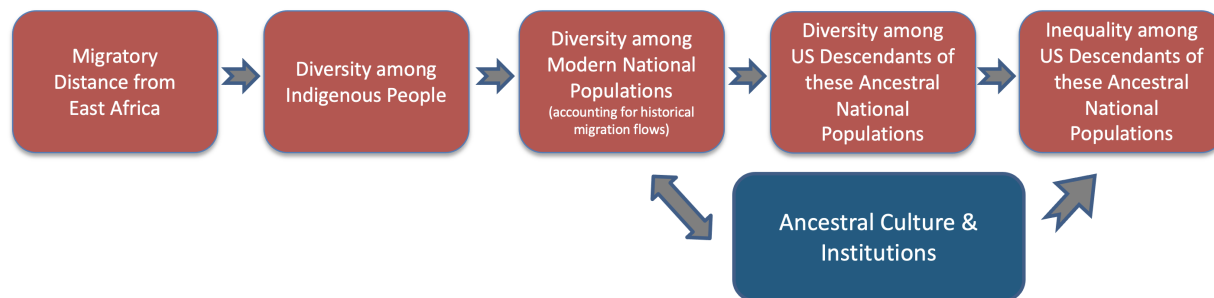 Migratory
Distance from
East Africa
Diversity among
Indigenous People
Diversity among
Modern National
Populations
(accounting for historical
migration flows)
Diversity among
US Descendants of
these Ancestral
National
Populations
Inequality among
US Descendants of
these Ancestral
National
Populations
Ancestral Culture &
Institutions